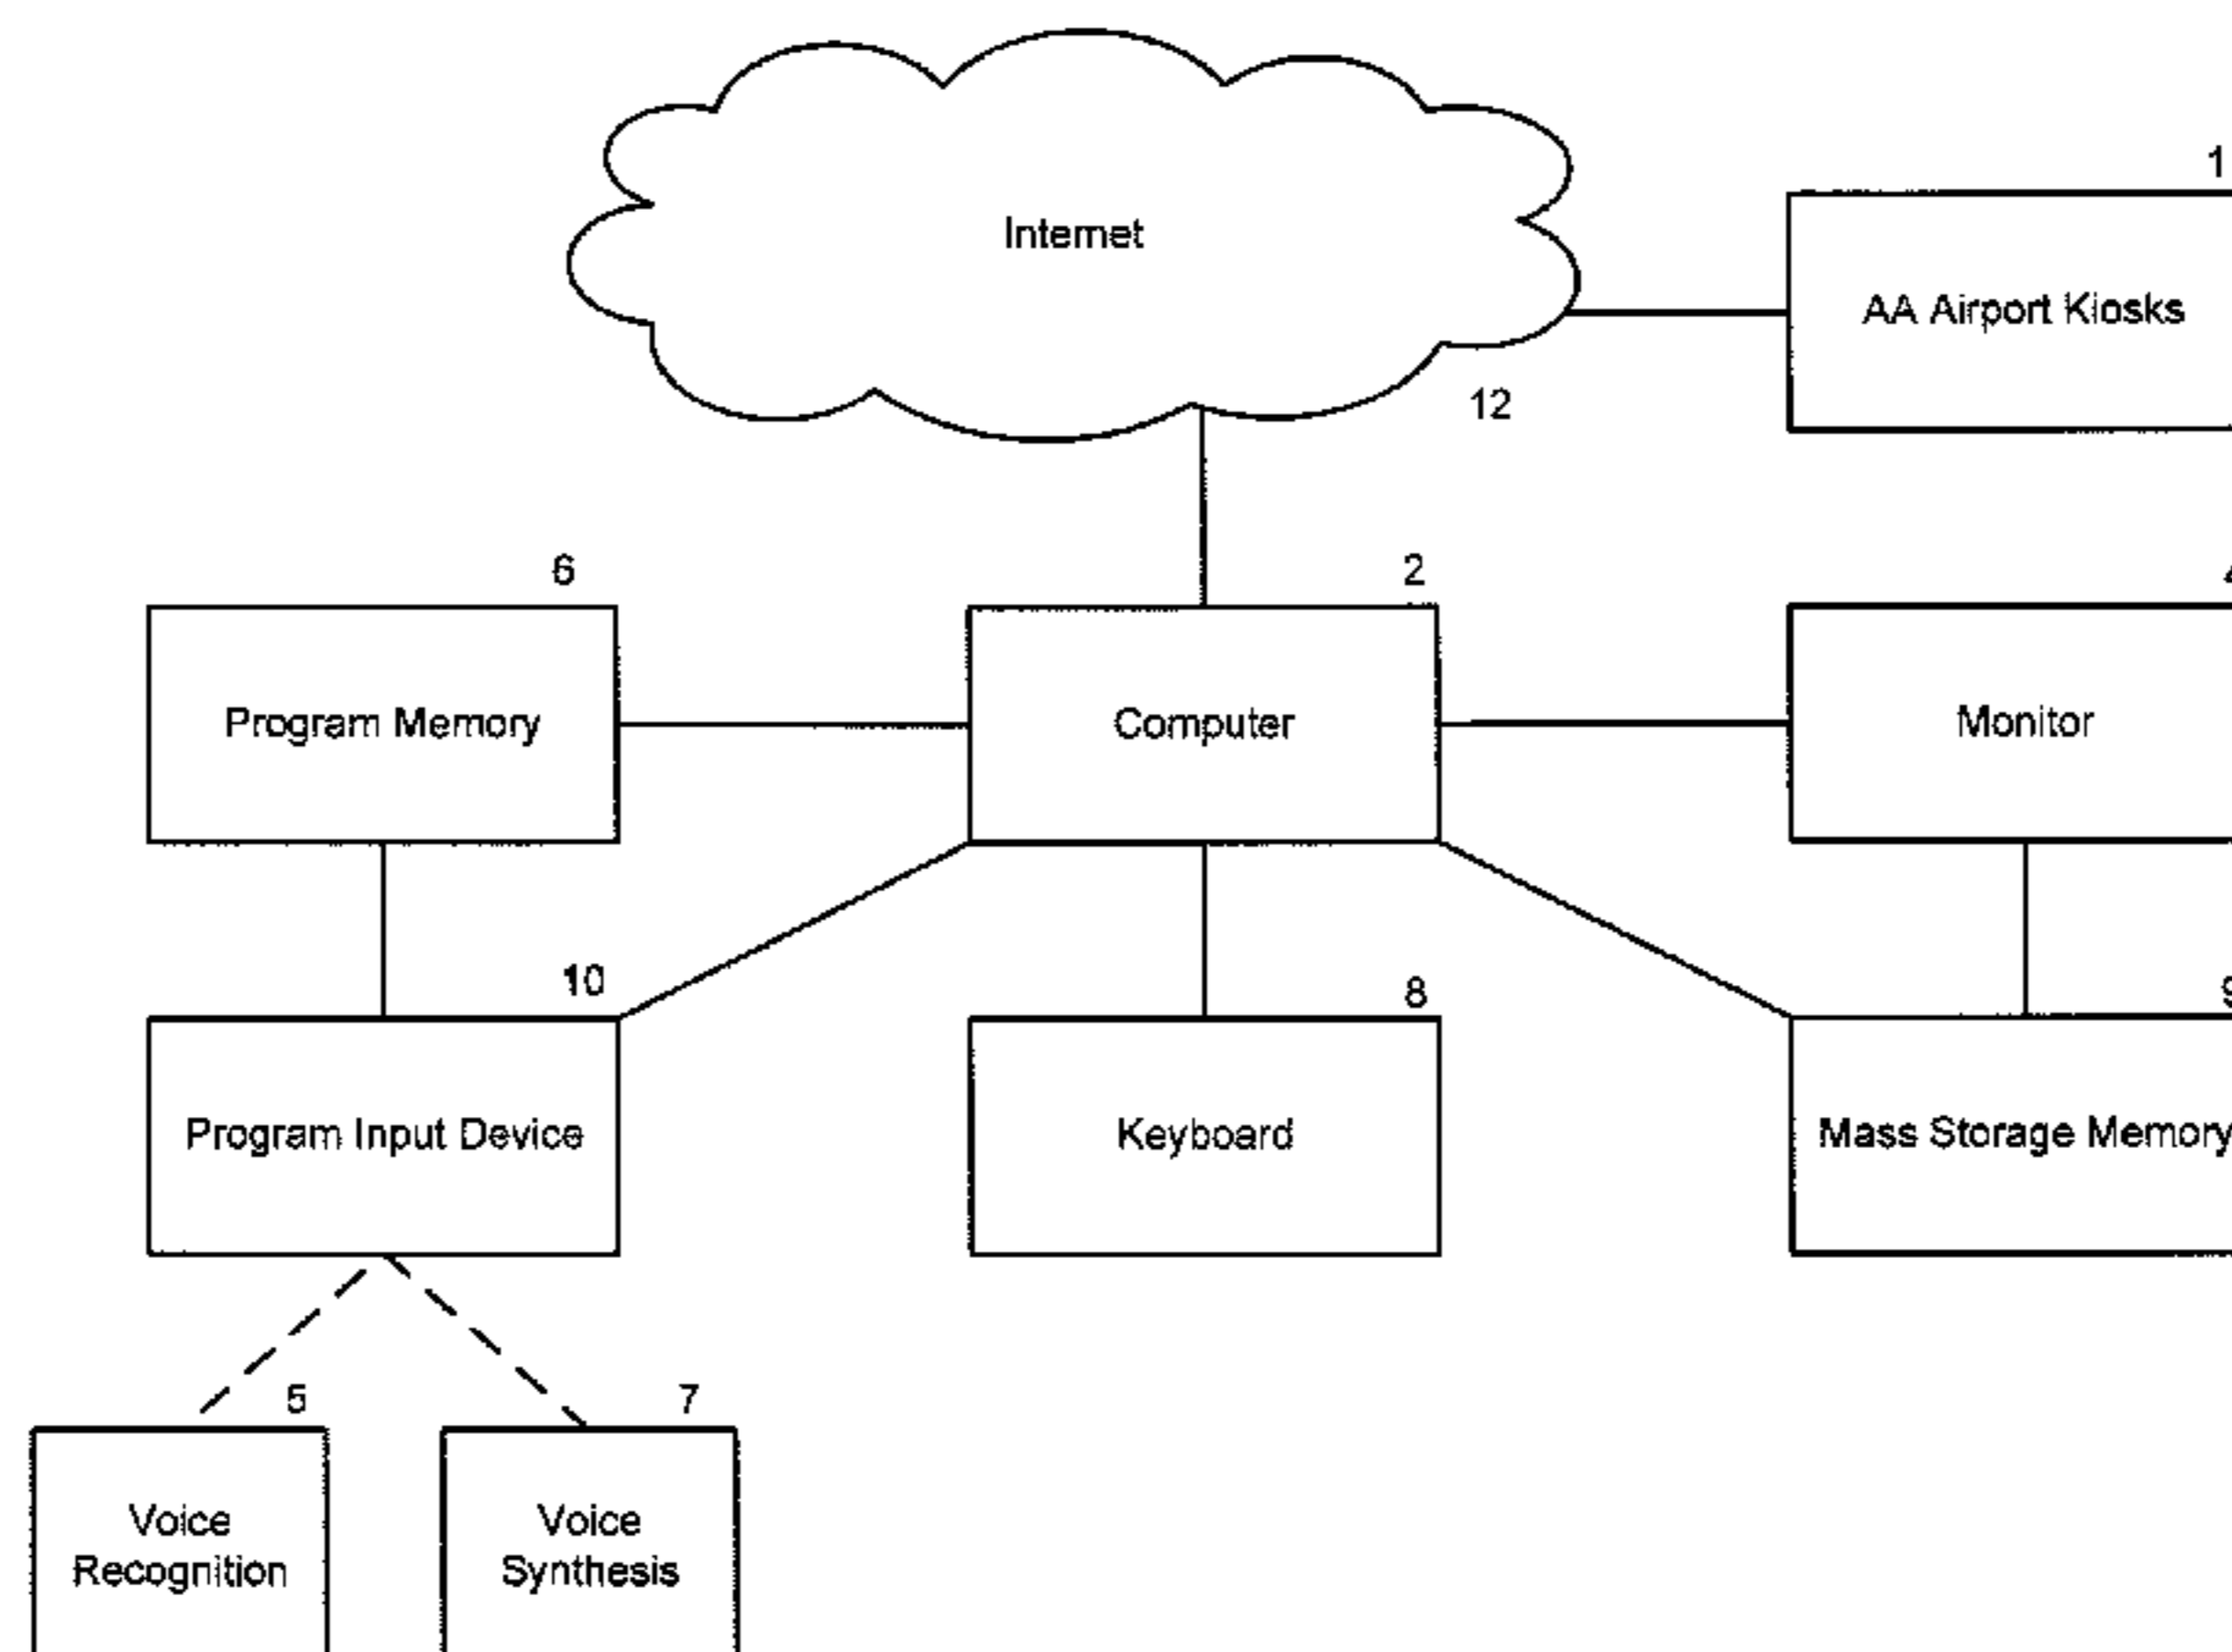 Internet
1
AA Airport Kiosks
12
6
2
Program Memory
Computer
Monitor
10
8
Program Input Device
Keyboard
Mass Storage Memory
5
7
Voice
Recognition
Voice
Synthesis